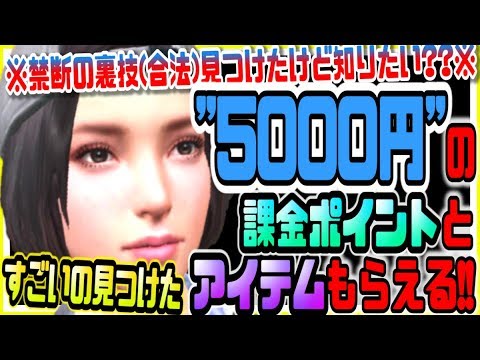 ※禁断の裏技(合法)見つけたけど知りたい??※
"5000円"の
課金ポイントと
すごいの見つけた アイテムもらえる!!